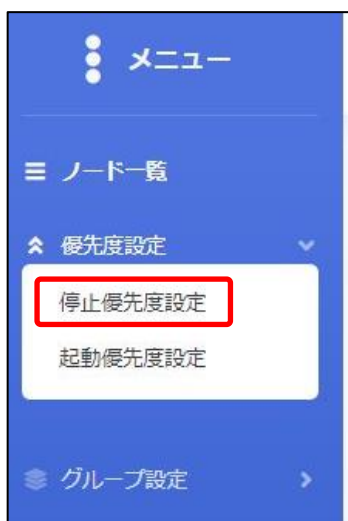 メニュー
ノード一覧
優先度設定
停止優先度設定
起動優先度設定
グループ設定